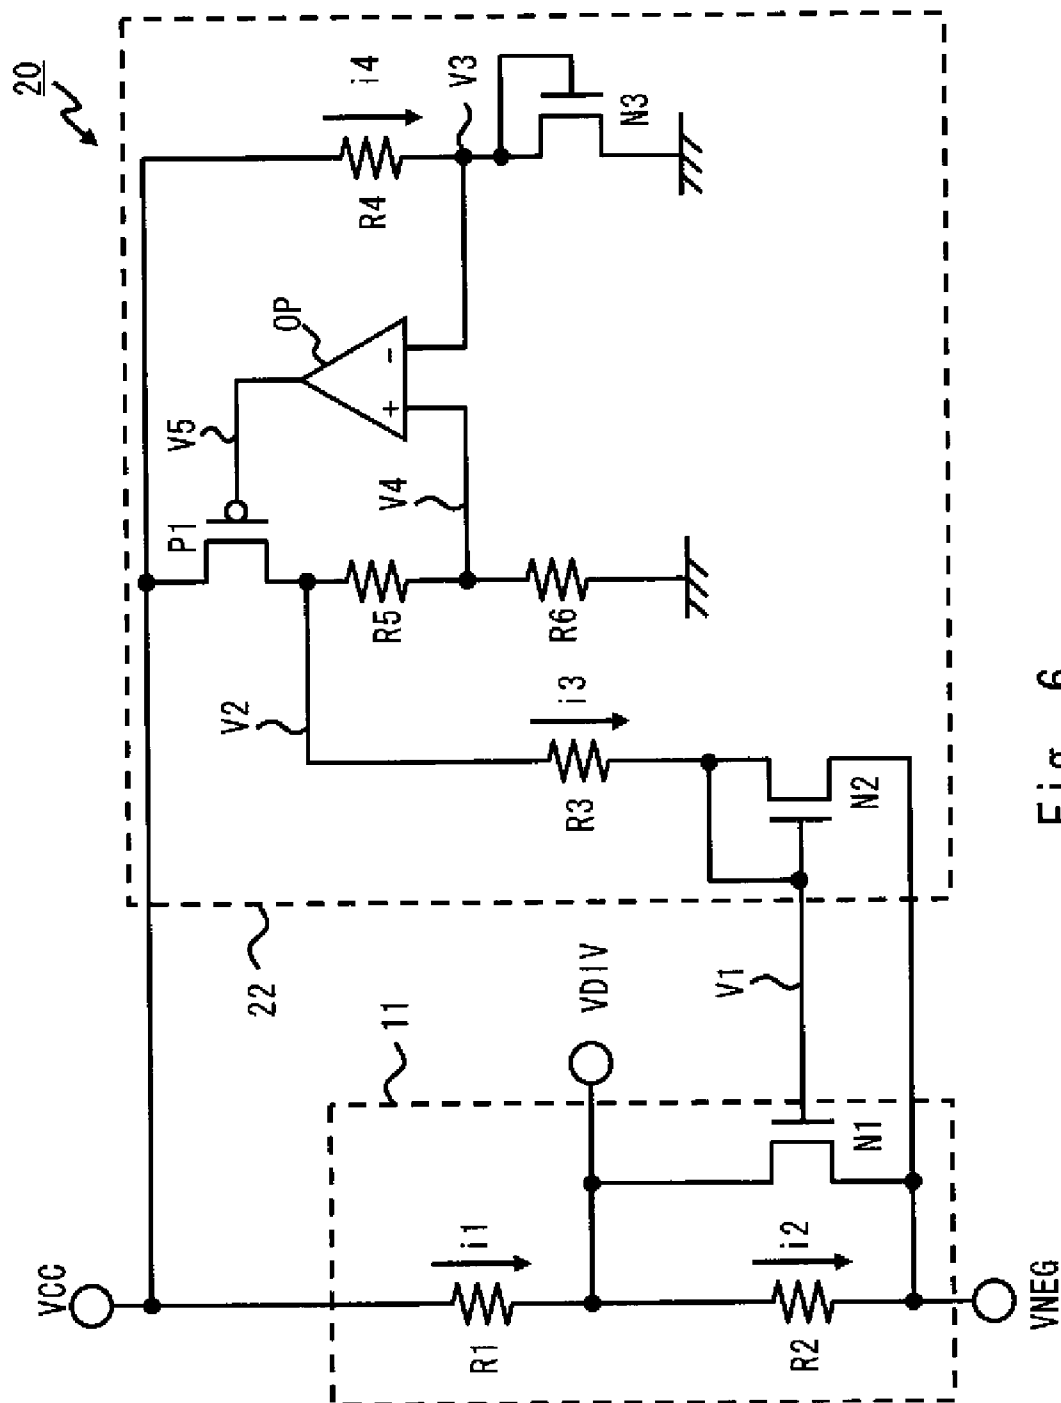 20
VCC
VNEG
11
22
R1
i1
R2
i2
VDIV
N1
V1
N2
R3
i3
V2
P1
V5
OP
+
-
V4
R5
R6
R4
i4
V3
N3
Fig. 6